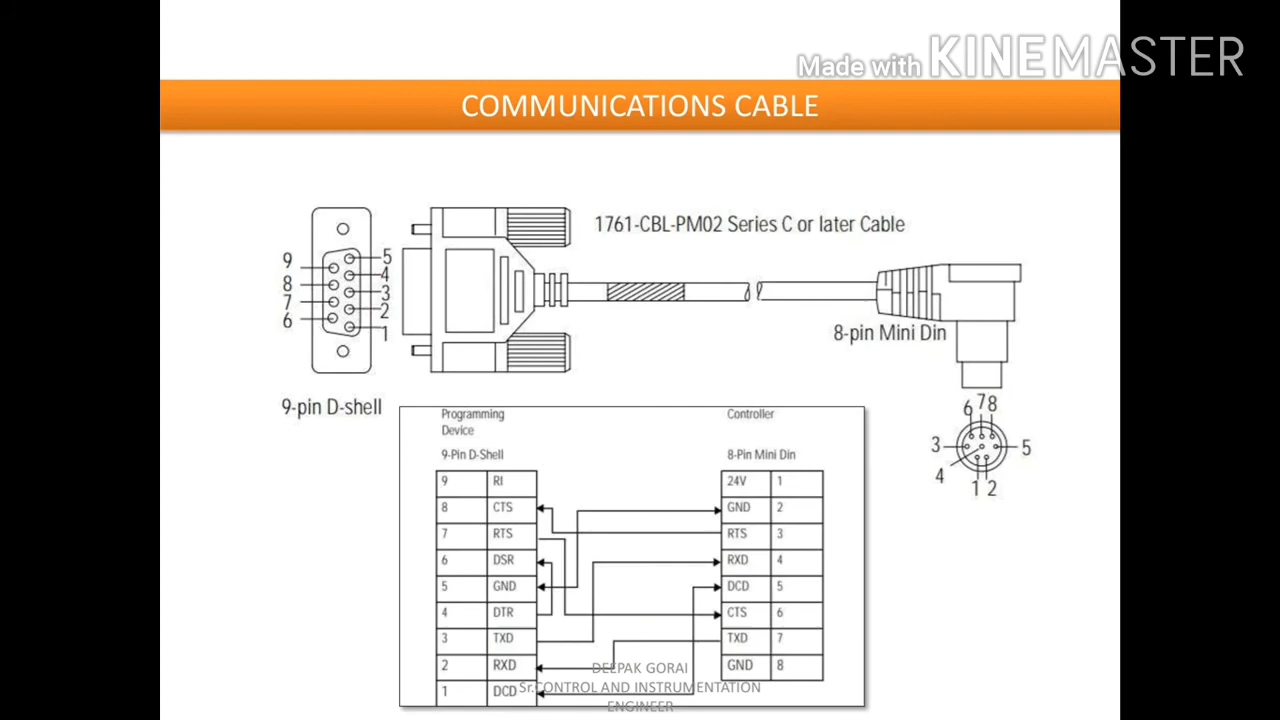 Made with KINEMASTER
COMMUNICATIONS CABLE
1761-CBL-PM02 Series C or later Cable
9
8
7
6
5
4
3
2
1
8-pin Mini Din
9-pin D-shell
6 7 8
3
5
4
1 2
Programming
Device
Controller
9-Pin D-Shell
8-Pin Mini Din
9 RI 24V 1
8 CTS GND 2
7 RTS RTS 3
6 DSR RXD 4
5 GND DCD 5
4 DTR CTS 6
3 TXD TXD 7
2 RXD GND 8
1 DCD
DEEPAK GORAI
Sr.CONTROL AND INSTRUMENTATION
ENGINEER